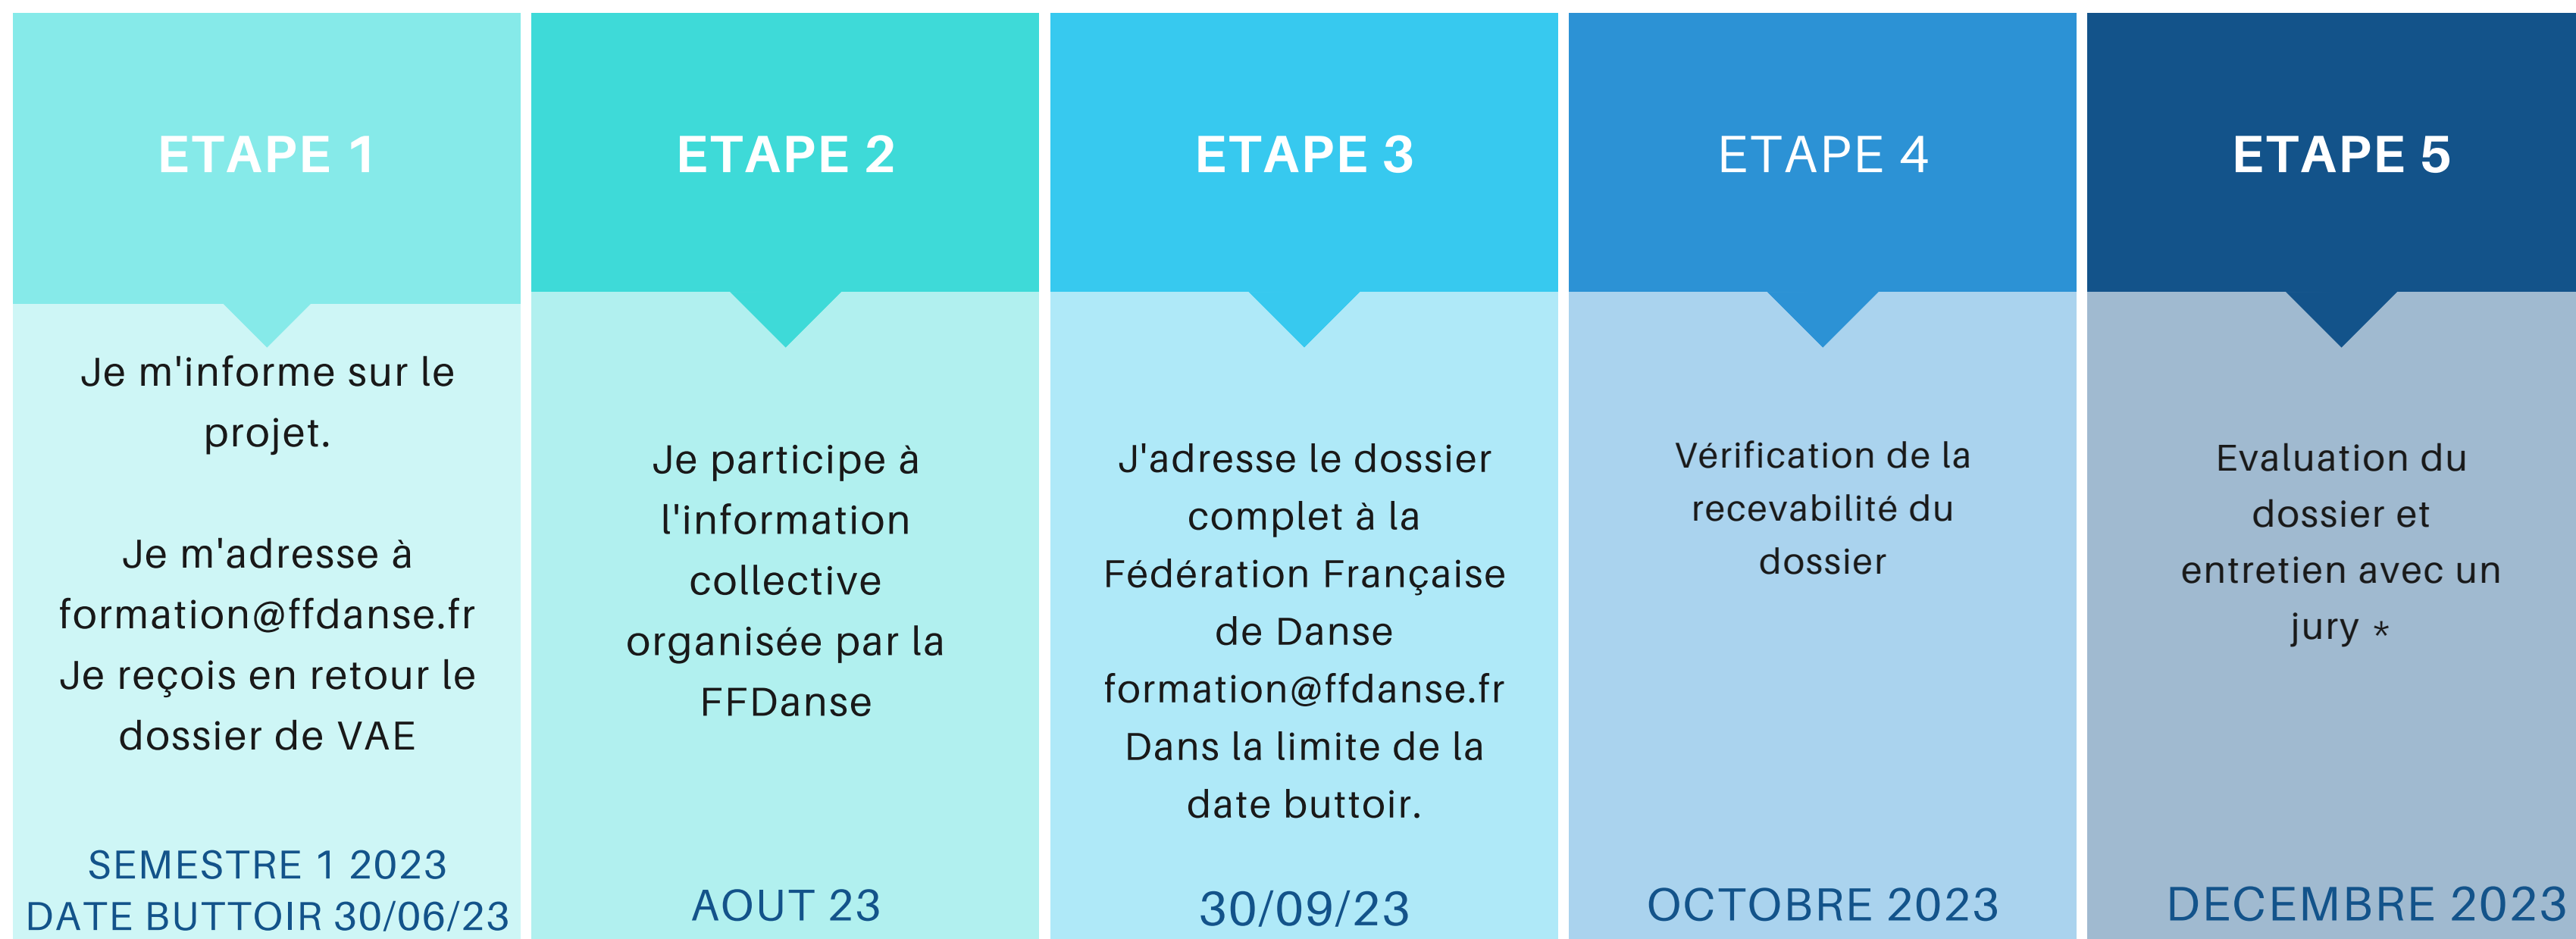 ETAPE 1
Je m'informe sur le
projet.
Je m'adresse à
formation@ffdanse.fr
Je reçois en retour le
dossier de VAE
SEMESTRE 1 2023
DATE BUTTOIR 30/06/23
ETAPE 2
Je participe à
l'information
collective
organisée par la
FFDanse
AOUT 23
ETAPE 3
J'adresse le dossier
complet à la
Fédération Française
de Danse
formation@ffdanse.fr
Dans la limite de la
date buttoir.
30/09/23
ETAPE 4
Vérification de la
recevabilité du
dossier
OCTOBRE 2023
ETAPE 5
Evaluation du
dossier et
entretien avec un
jury *
DECEMBRE 2023